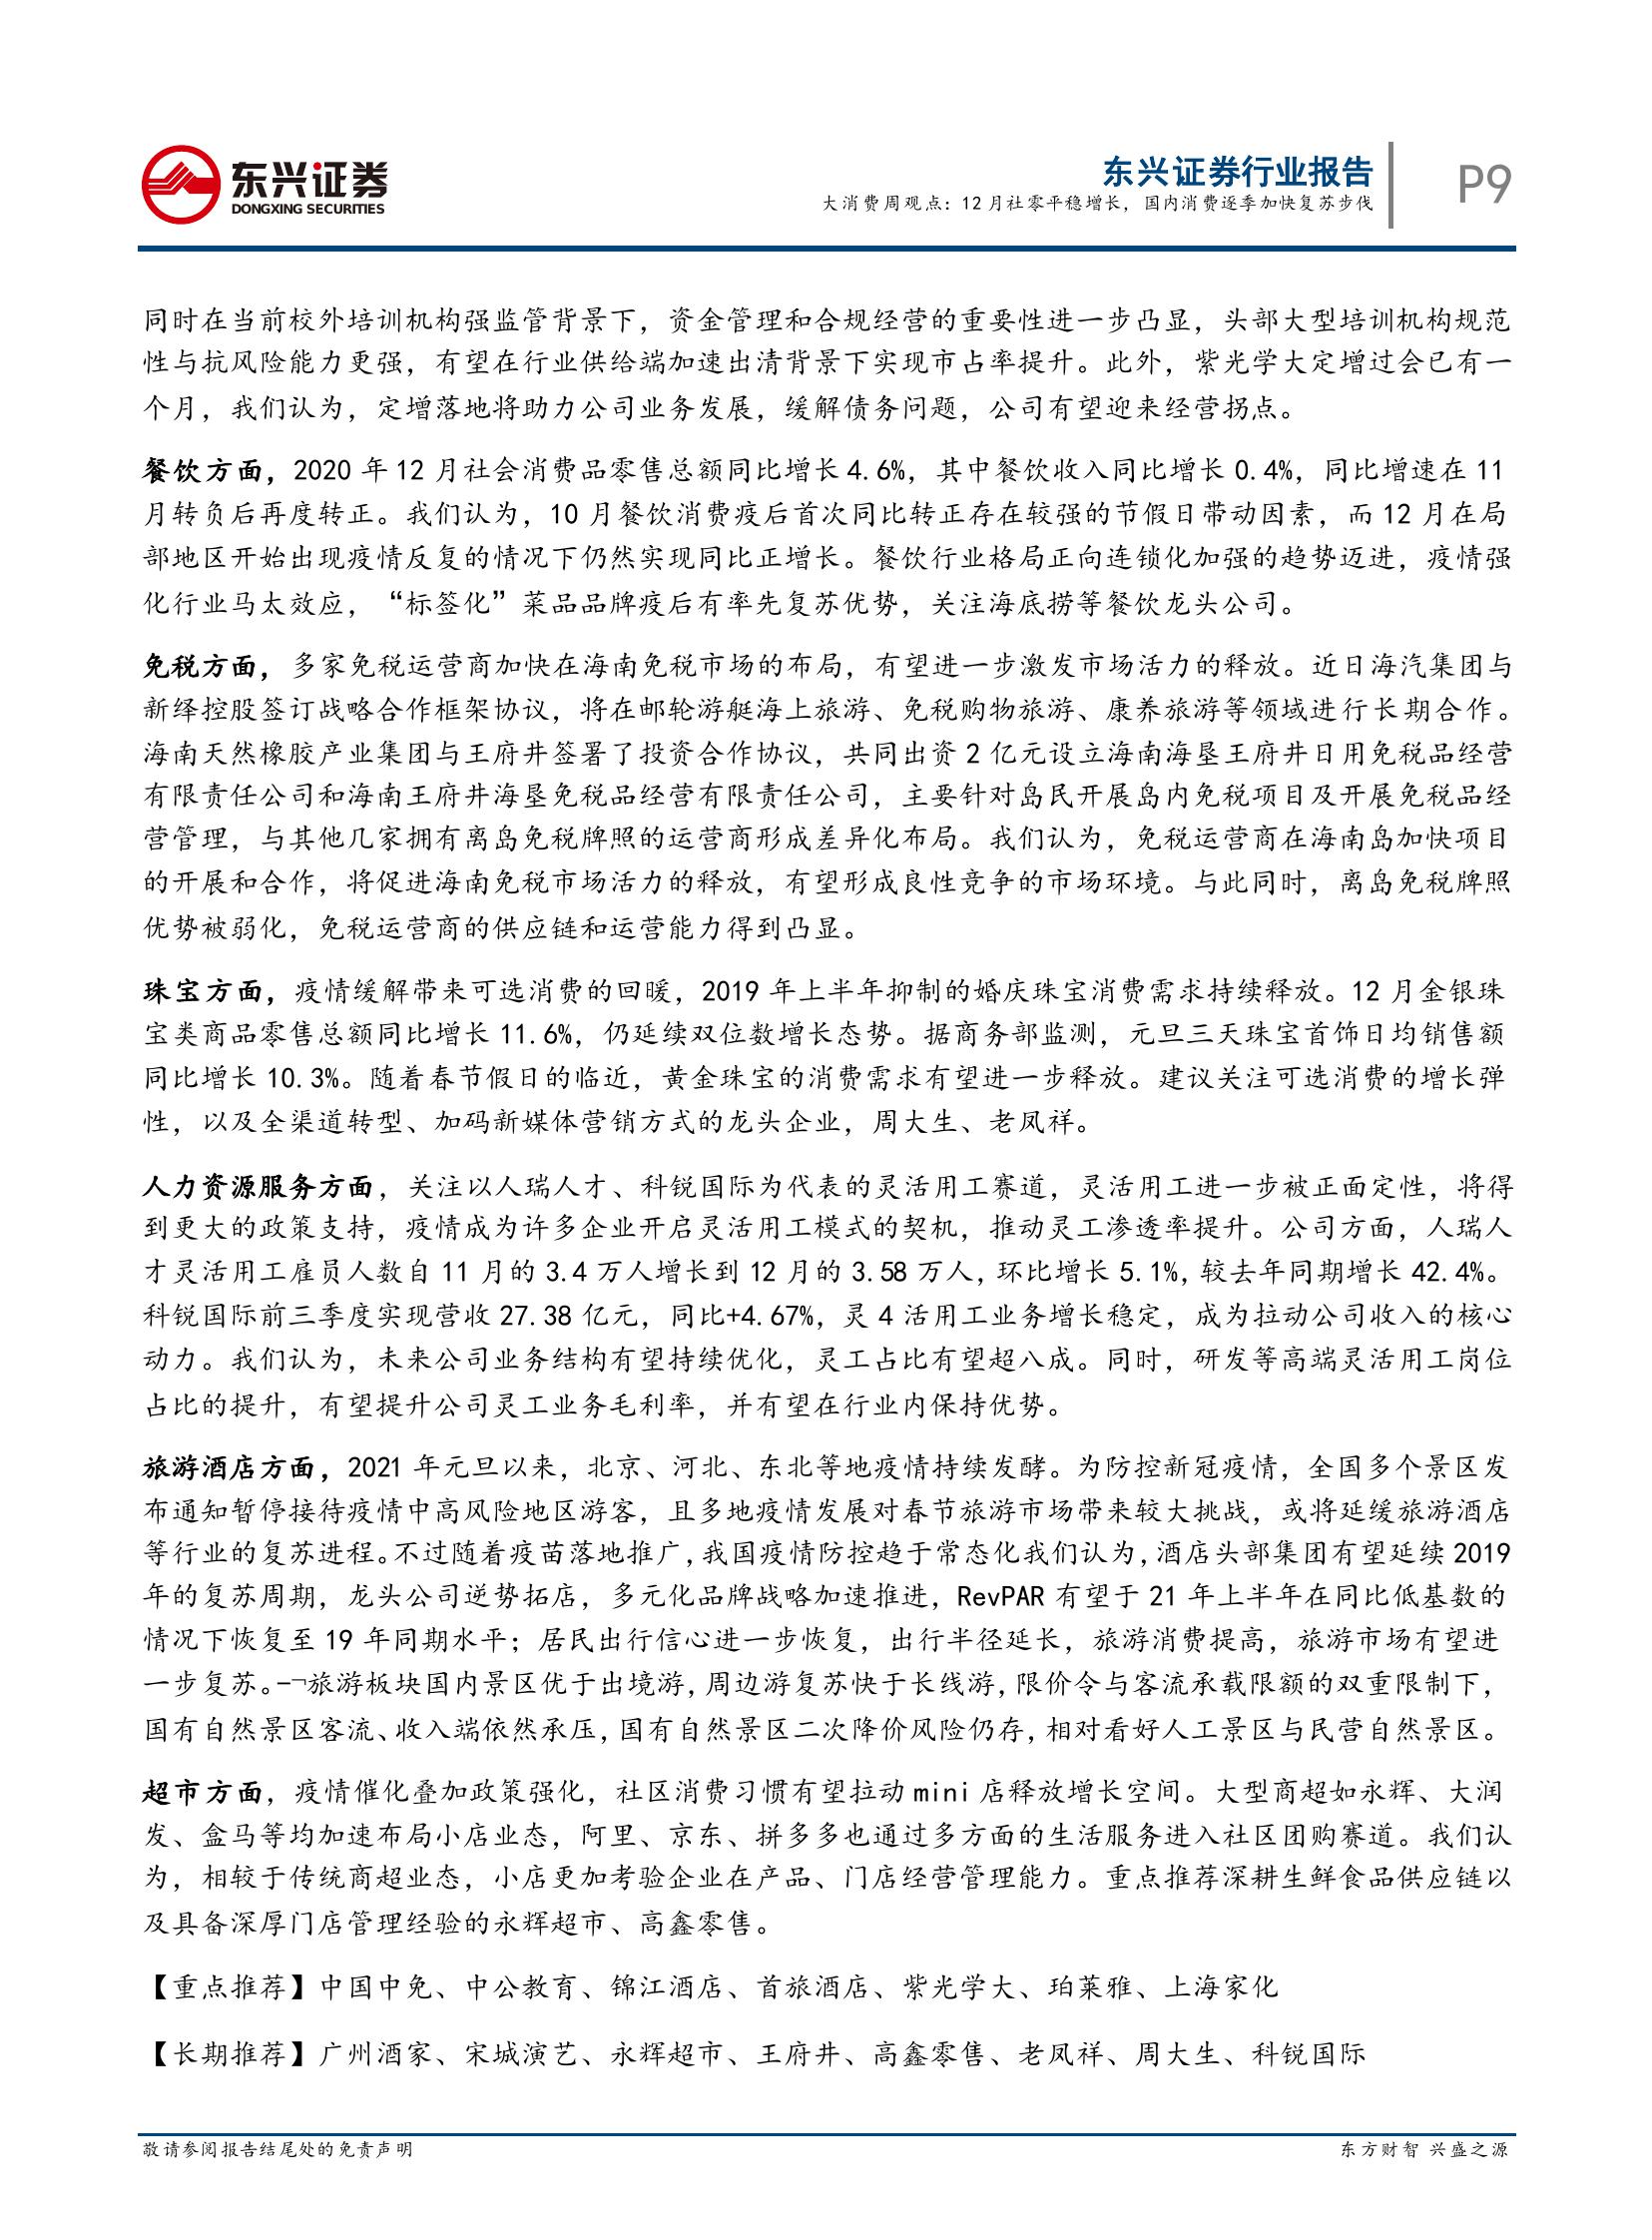 东兴证券
DONGXING SECURITIES
东兴证券行业报告
大消费周观点：12月社零平稳增长，国内消费逐季加快复苏步伐
P9
同时在当前校外培训机构强监管背景下，资金管理和合规经营的重要性进一步凸显，头部大型培训机构规范
性与抗风险能力更强，有望在行业供给端加速出清背景下实现市占率提升。此外，紫光学大定增过会已有一
个月，我们认为，定增落地将助力公司业务发展，缓解债务问题，公司有望迎来经营拐点。
餐饮方面，2020 年 12 月社会消费品零售总额同比增长 4.6%，其中餐饮收入同比增长 0.4%，同比增速在 11
月转负后再度转正。我们认为，10 月餐饮消费疫后首次同比转正存在较强的节假日带动因素，而 12 月在局
部地区开始出现疫情反复的情况下仍然实现同比正增长。餐饮行业格局正向连锁化加强的趋势迈进，疫情强
化行业马太效应，“标签化”菜品品牌疫后有率先复苏优势，关注海底捞等餐饮龙头公司。
免税方面，多家免税运营商加快在海南免税市场的布局，有望进一步激发市场活力的释放。近日海汽集团与
新绎控股签订战略合作框架协议，将在邮轮游艇海上旅游、免税购物旅游、康养旅游等领域进行长期合作。
海南天然橡胶产业集团与王府井签署了投资合作协议，共同出资 2 亿元设立海南海垦王府井日用免税品经营
有限责任公司和海南王府井海垦免税品经营有限责任公司，主要针对岛民开展岛内免税项目及开展免税品经
营管理，与其他几家拥有离岛免税牌照的运营商形成差异化布局。我们认为，免税运营商在海南岛加快项目
的开展和合作，将促进海南免税市场活力的释放，有望形成良性竞争的市场环境。与此同时，离岛免税牌照
优势被弱化，免税运营商的供应链和运营能力得到凸显。
珠宝方面，疫情缓解带来可选消费的回暖，2019 年上半年抑制的婚庆珠宝消费需求持续释放。12 月金银珠
宝类商品零售总额同比增长 11.6%，仍延续双位数增长态势。据商务部监测，元旦三天珠宝首饰日均销售额
同比增长 10.3%。随着春节假日的临近，黄金珠宝的消费需求有望进一步释放。建议关注可选消费的增长弹
性，以及全渠道转型、加码新媒体营销方式的龙头企业，周大生、老凤祥。
人力资源服务方面，关注以人瑞人才、科锐国际为代表的灵活用工赛道，灵活用工进一步被正面定性，将得
到更大的政策支持，疫情成为许多企业开启灵活用工模式的契机，推动灵工渗透率提升。公司方面，人瑞人
才灵活用工雇员人数自 11 月的 3.4 万人增长到 12 月的 3.58 万人，环比增长 5.1%，较去年同期增长 42.4%。
科锐国际前三季度实现营收 27.38 亿元，同比+4.67%，灵 4 活用工业务增长稳定，成为拉动公司收入的核心
动力。我们认为，未来公司业务结构有望持续优化，灵工占比有望超八成。同时，研发等高端灵活用工岗位
占比的提升，有望提升公司灵工业务毛利率，并有望在行业内保持优势。
旅游酒店方面，2021 年元旦以来，北京、河北、东北等地疫情持续发酵。为防控新冠疫情，全国多个景区发
布通知暂停接待疫情中高风险地区游客，且多地疫情发展对春节旅游市场带来较大挑战，或将延缓旅游酒店
等行业的复苏进程。不过随着疫苗落地推广，我国疫情防控趋于常态化我们认为，酒店头部集团有望延续 2019
年的复苏周期，龙头公司逆势拓店，多元化品牌战略加速推进，RevPAR 有望于 21 年上半年在同比低基数的
情况下恢复至 19 年同期水平；居民出行信心进一步恢复，出行半径延长，旅游消费提高，旅游市场有望进
一步复苏。–¬旅游板块国内景区优于出境游，周边游复苏快于长线游，限价令与客流承载限额的双重限制下，
国有自然景区客流、收入端依然承压，国有自然景区二次降价风险仍存，相对看好人工景区与民营自然景区。
超市方面，疫情催化叠加政策强化，社区消费习惯有望拉动 mini 店释放增长空间。大型商超如永辉、大润
发、盒马等均加速布局小店业态，阿里、京东、拼多多也通过多方面的生活服务进入社区团购赛道。我们认
为，相较于传统商超业态，小店更加考验企业在产品、门店经营管理能力。重点推荐深耕生鲜食品供应链以
及具备深厚门店管理经验的永辉超市、高鑫零售。
【重点推荐】中国中免、中公教育、锦江酒店、首旅酒店、紫光学大、珀莱雅、上海家化
【长期推荐】广州酒家、宋城演艺、永辉超市、王府井、高鑫零售、老凤祥、周大生、科锐国际
敬请参阅报告结尾处的免责声明
东方财智 兴盛之源